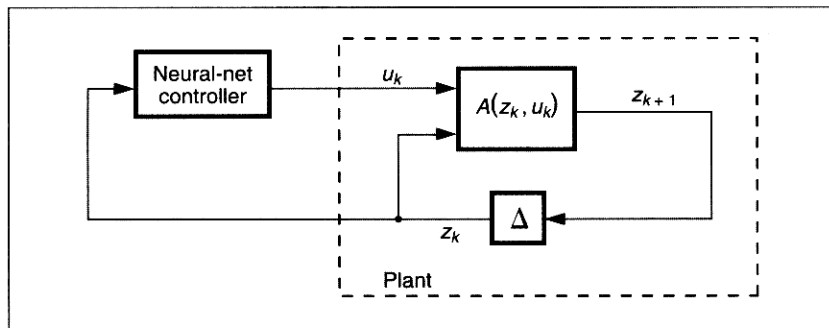 Neural-net
controller
u_k
A(z_k, u_k)
z_{k+1}
Δ
z_k
Plant